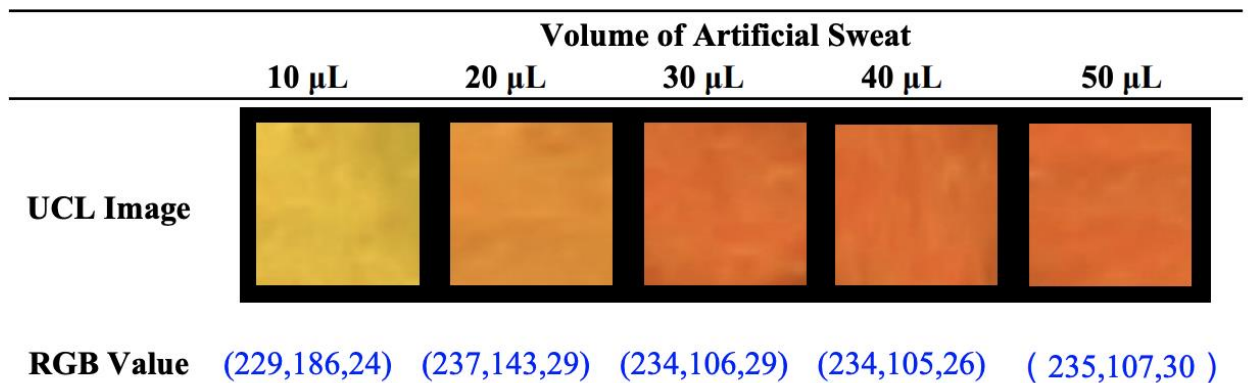 Volume of Artificial Sweat
10 µL 20 µL 30 µL 40 µL 50 µL
UCL Image
RGB Value (229,186,24) (237,143,29) (234,106,29) (234,105,26) ( 235,107,30 )